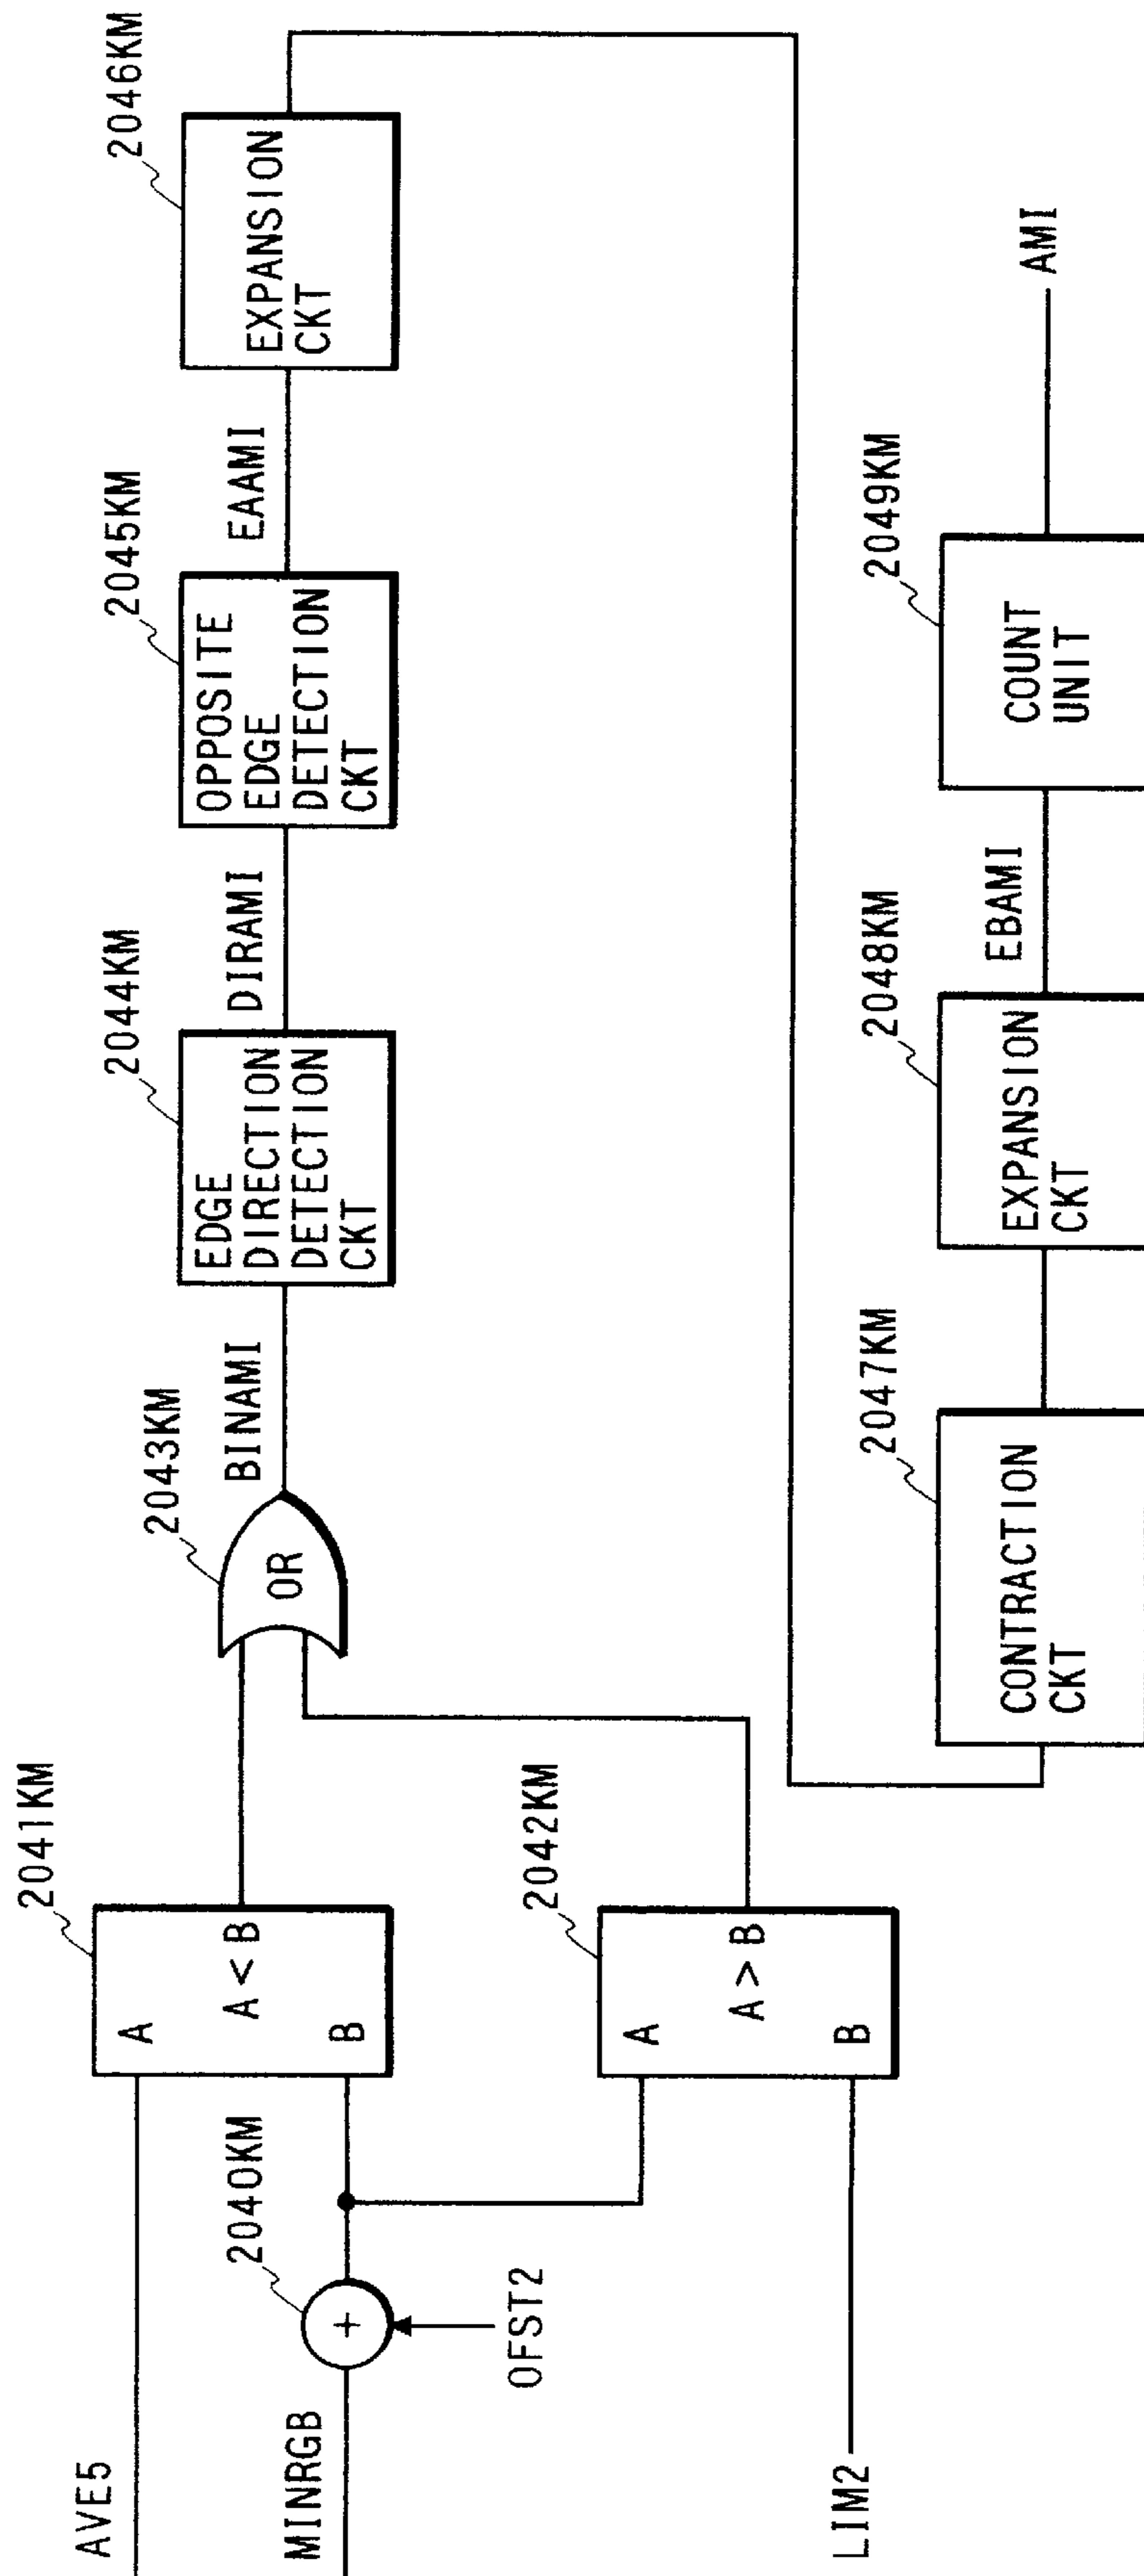 AVE5
MINRGB
2040KM
+
OFST2
LIM2
2041KM
A
A < B
B
2042KM
A
A > B
B
2043KM
OR
BINAMI
2044KM
EDGE
DIRECTION
DETECTION
CKT
DIRAMI
2045KM
OPPOSITE
EDGE
DETECTION
CKT
EAAMI
2046KM
EXPANSION
CKT
2047KM
CONTRACTION
CKT
2048KM
EXPANSION
CKT
EBAMI
2049KM
COUNT
UNIT
AMI